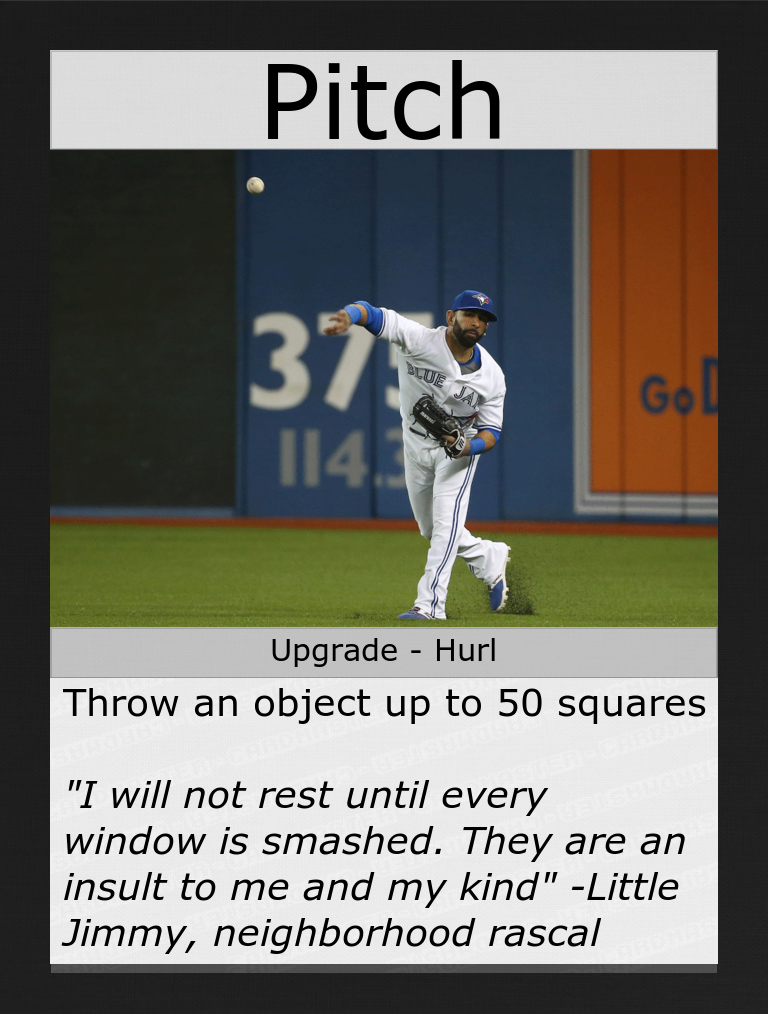 Pitch
375
114.3
GoD
BLUE JA
Upgrade - Hurl
Throw an object up to 50 squares
"I will not rest until every
window is smashed. They are an
insult to me and my kind" -Little
Jimmy, neighborhood rascal